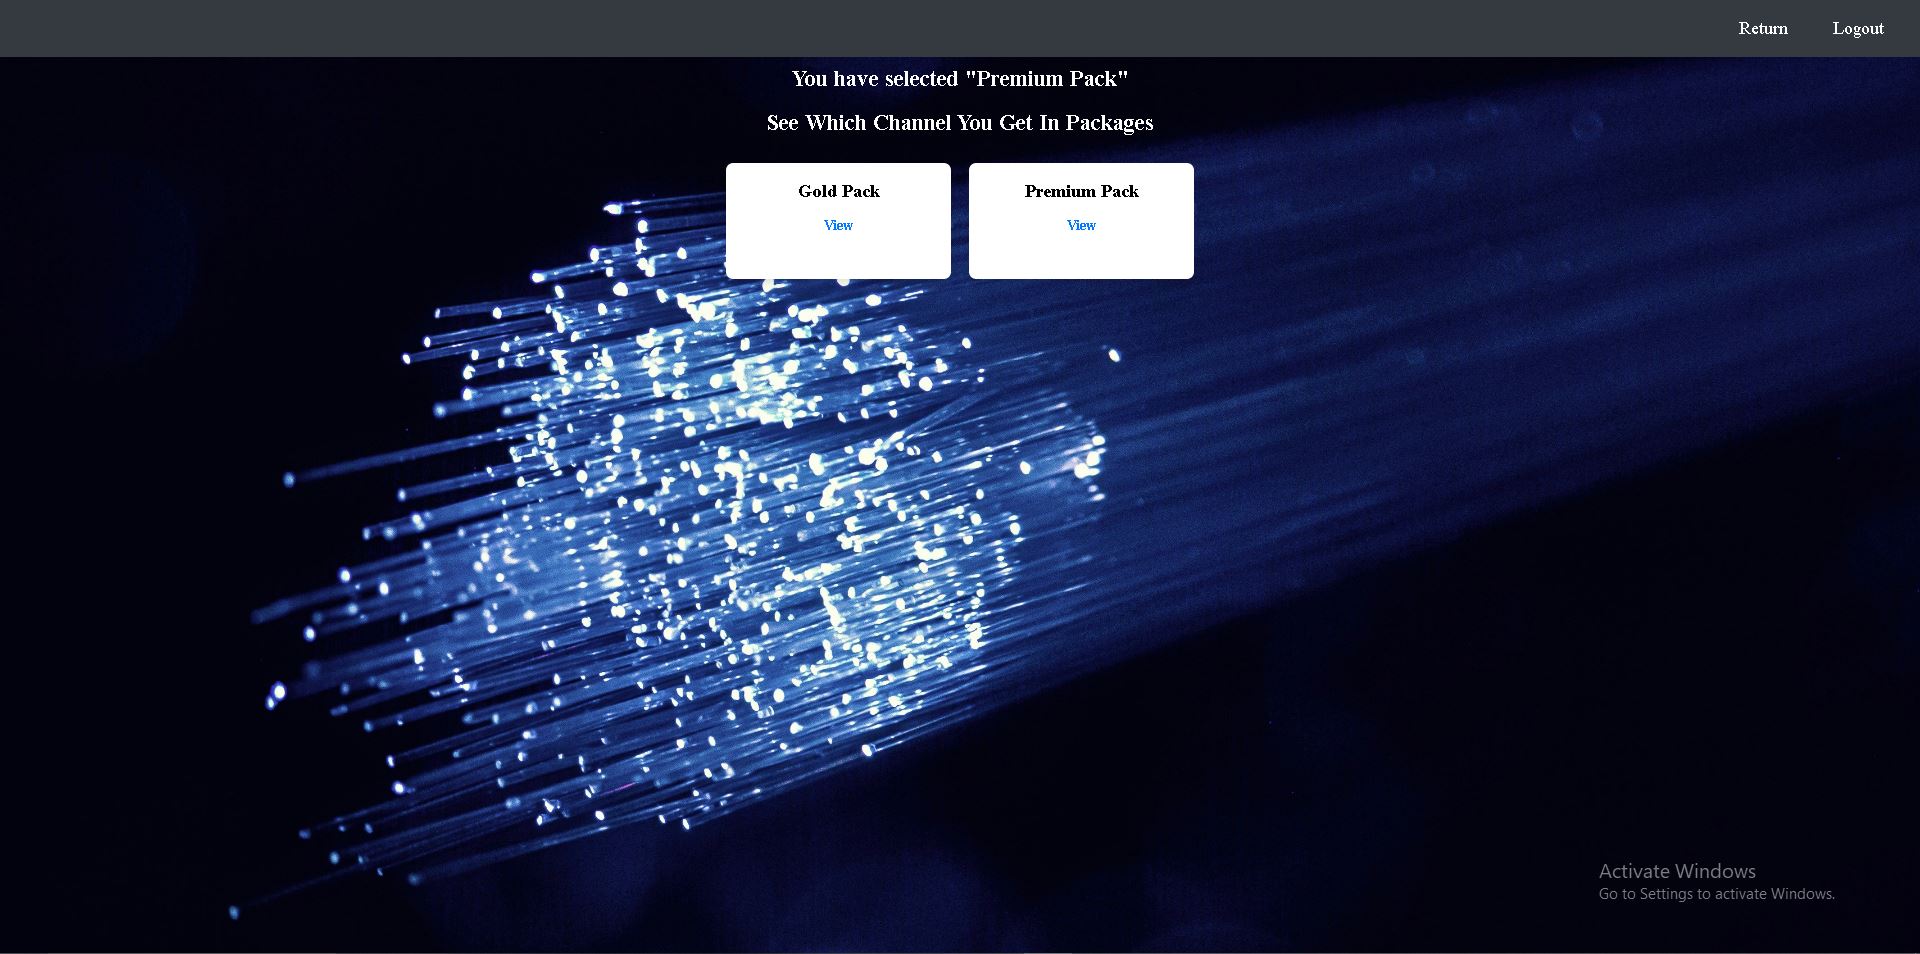 Return Logout
You have selected "Premium Pack"
See Which Channel You Get In Packages
Gold Pack
View
Premium Pack
View
Activate Windows
Go to Settings to activate Windows.